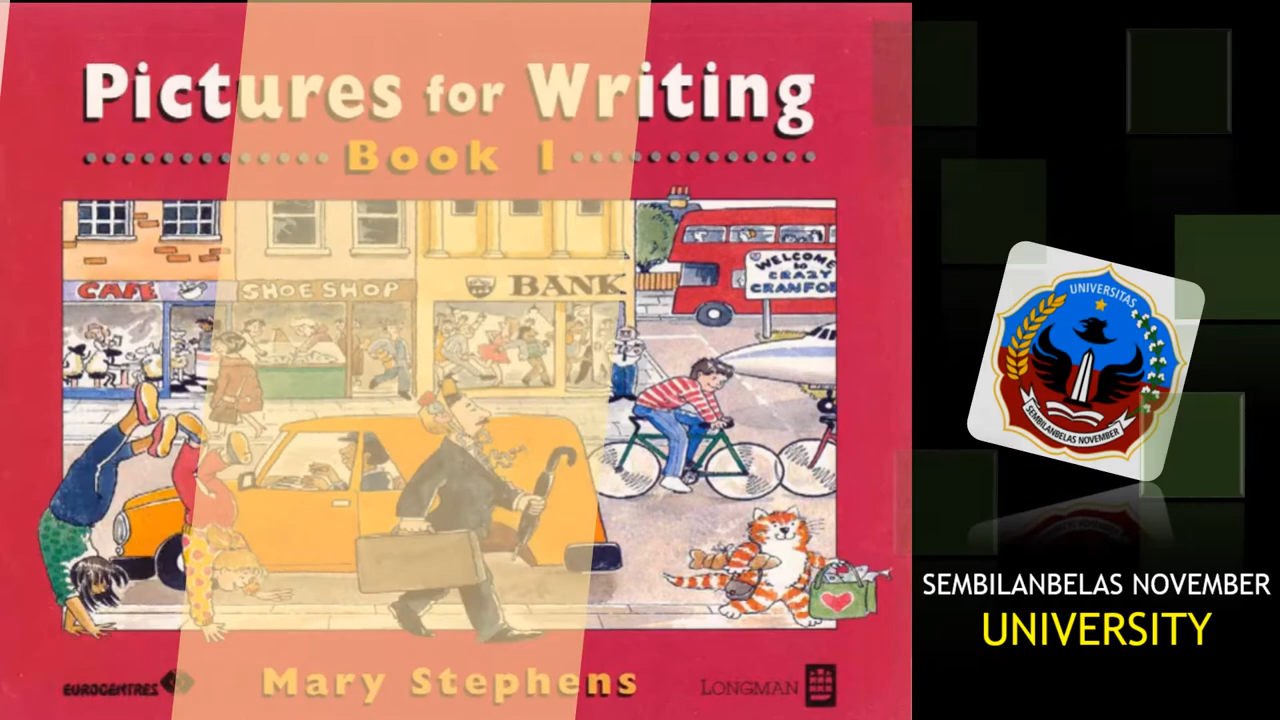 Pictures for Writing
Book 1
CAFE
SHOE SHOP
BANK
WELCOME
to
CRAZY
CRANFOR
Mary Stephens
EUROCENTRES
LONGMAN
UNIVERSITAS
SEMBILANBELAS NOVEMBER
SEMBILANBELAS NOVEMBER
UNIVERSITY